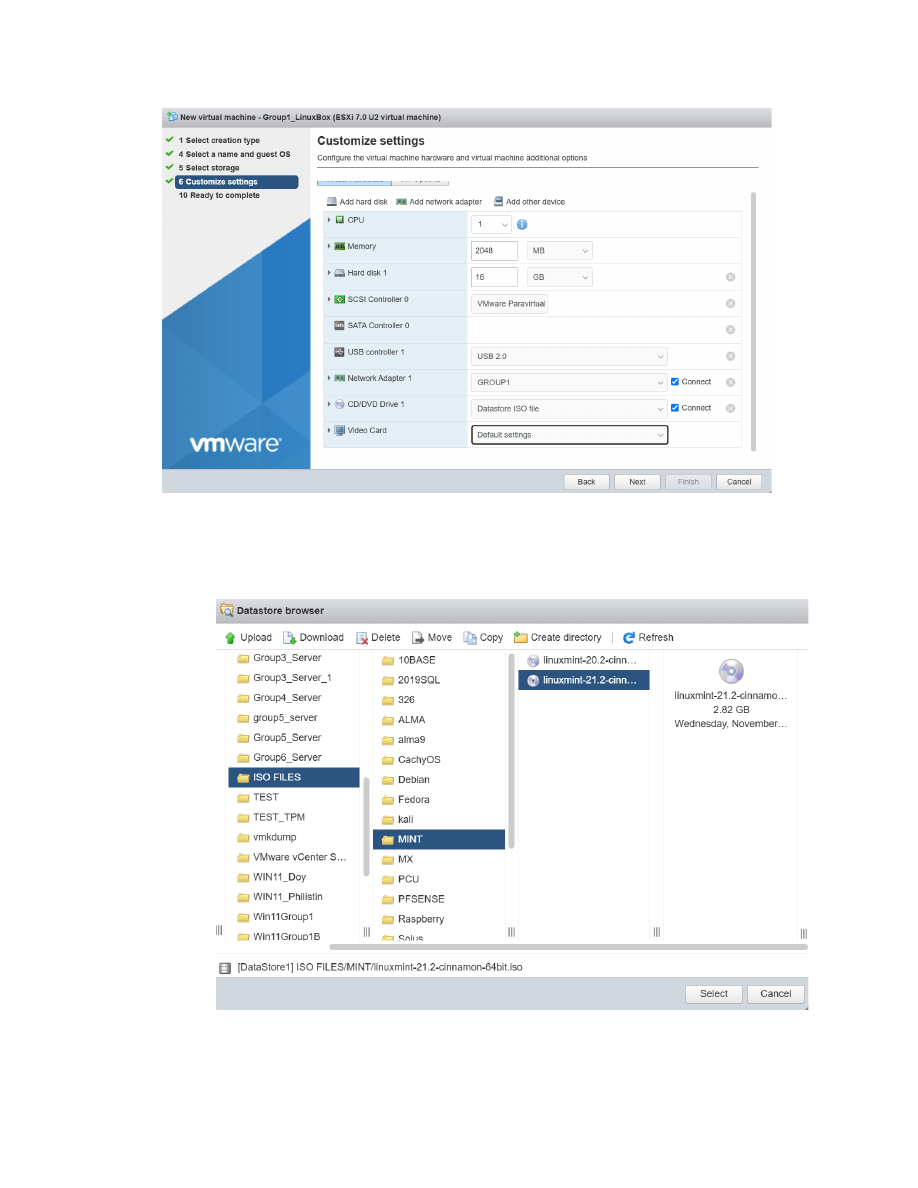 New virtual machine - Group1_LinuxBox (ESXi 7.0 U2 virtual machine)
1 Select creation type
4 Select a name and guest OS
5 Select storage
6 Customize settings
10 Ready to complete
vmware
Customize settings
Configure the virtual machine hardware and virtual machine additional options
Add hard disk Add network adapter Add other device
CPU 1
Memory 2048 MB
Hard disk 1 16 GB
SCSI Controller 0 VMware Paravirtual
SATA Controller 0
USB controller 1 USB 2.0
Network Adapter 1 GROUP1 Connect
CD/DVD Drive 1 Datastore ISO file Connect
Video Card Default settings
Back Next Finish Cancel
Datastore browser
Upload Download Delete Move Copy Create directory Refresh
Group3_Server
Group3_Server_1
Group4_Server
group5_server
Group5_Server
Group6_Server
ISO FILES
TEST
TEST_TPM
vmkdump
VMware vCenter S...
WIN11_Doy
WIN11_Philistin
Win11Group1
Win11Group1B
10BASE
2019SQL
326
ALMA
alma9
CachyOS
Debian
Fedora
kali
MINT
MX
PCU
PFSENSE
Raspberry
Solus
linuxmint-20.2-cinn...
linuxmint-21.2-cinn...
linuxmint-21.2-cinnamo...
2.82 GB
Wednesday, November...
[DataStore1] ISO FILES/MINT/linuxmint-21.2-cinnamon-64bit.iso
Select Cancel